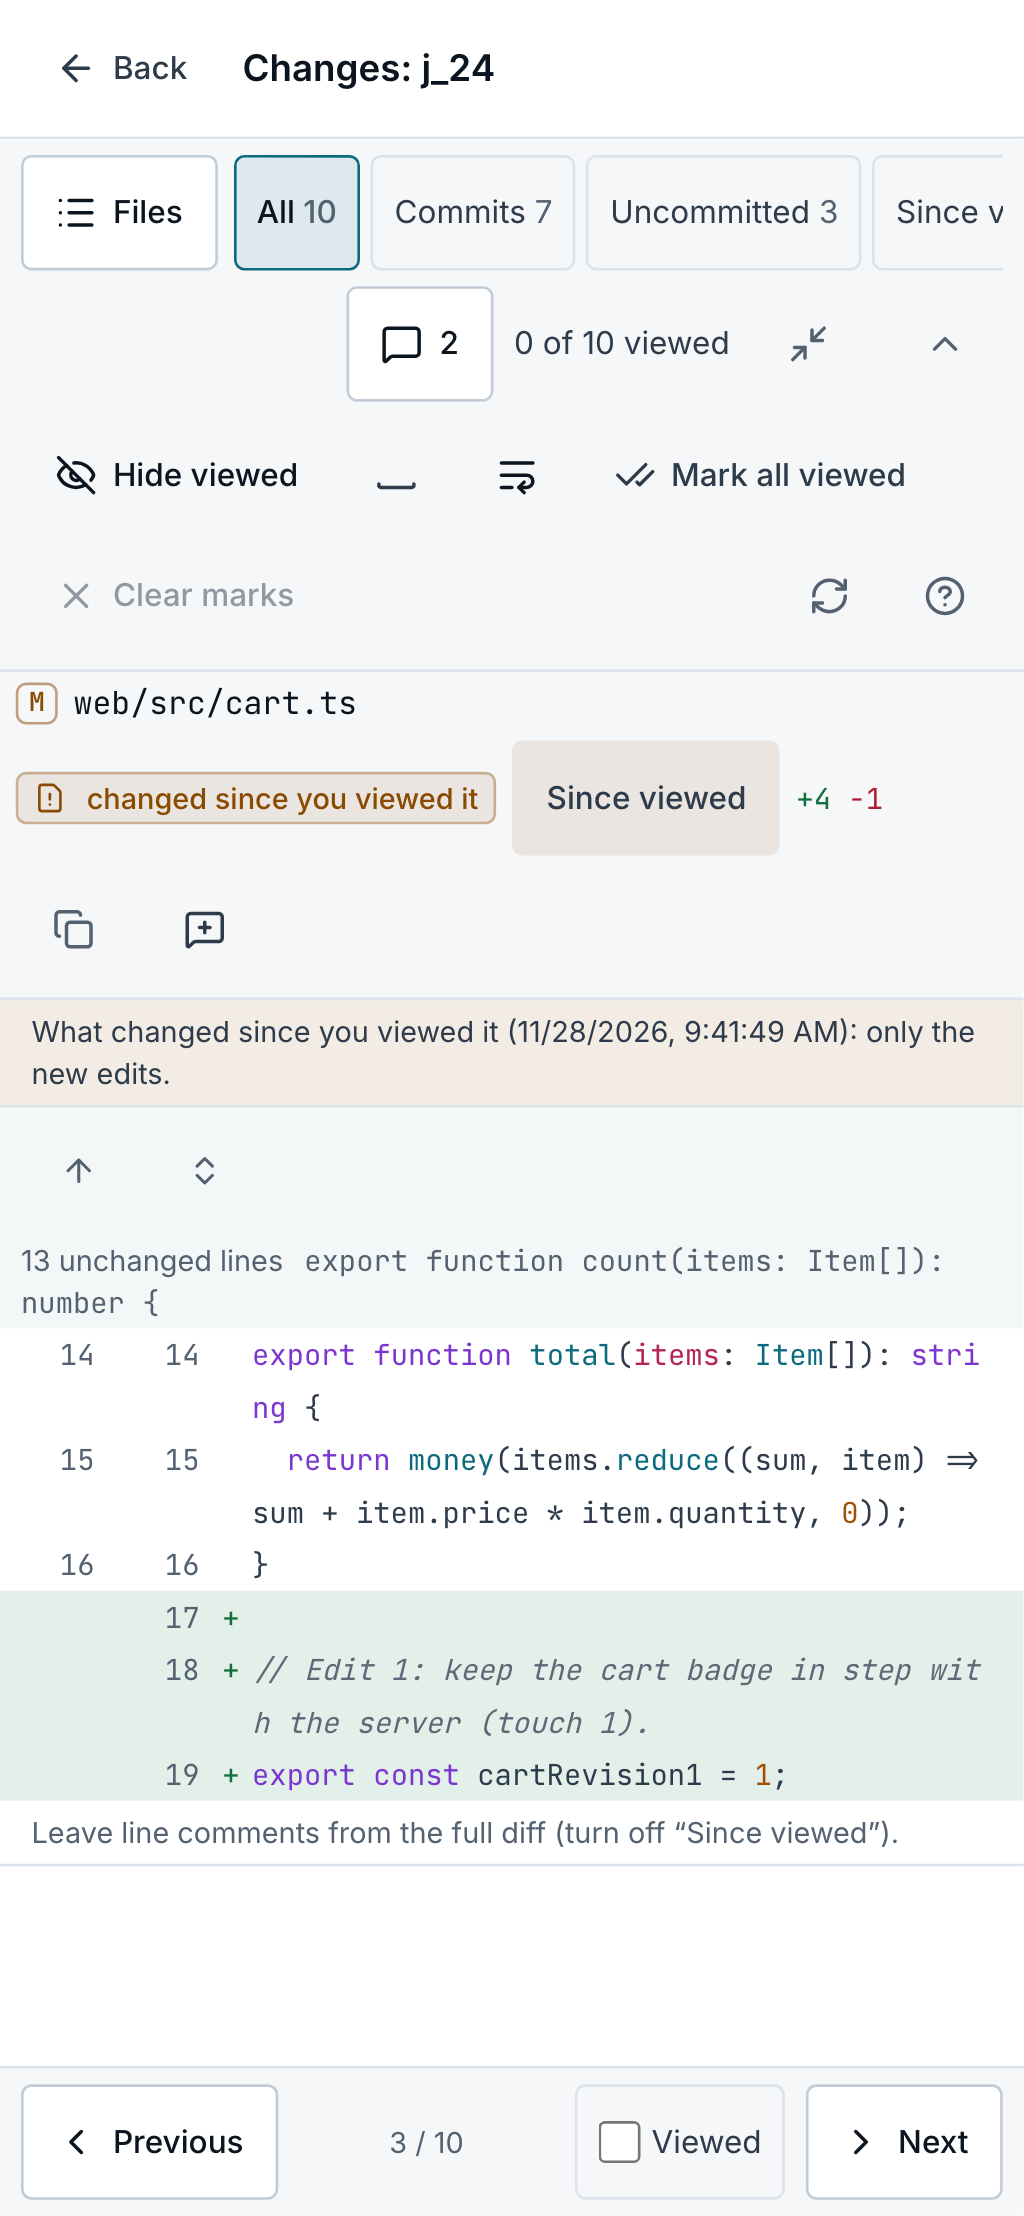 Back Changes: j_24
Files All 10 Commits 7 Uncommitted 3 Since v
2 0 of 10 viewed
Hide viewed Mark all viewed
Clear marks
M web/src/cart.ts
changed since you viewed it Since viewed +4 -1
What changed since you viewed it (11/28/2026, 9:41:49 AM): only the
new edits.
13 unchanged lines export function count(items: Item[]):
number {
14 14 export function total(items: Item[]): stri
ng {
15 15 return money(items.reduce((sum, item) =>
sum + item.price * item.quantity, 0));
16 16 }
17 +
18 + // Edit 1: keep the cart badge in step wit
h the server (touch 1).
19 + export const cartRevision1 = 1;
Leave line comments from the full diff (turn off “Since viewed”).
Previous 3 / 10 Viewed Next